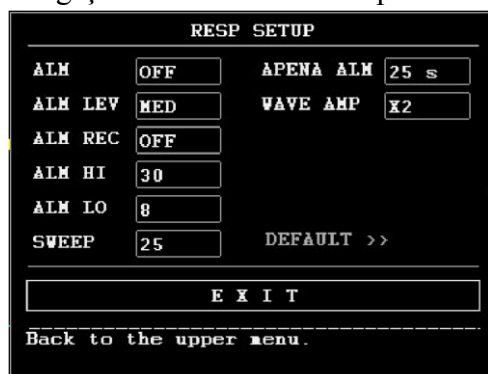 RESP SETUP
ALM OFF APENA ALM 25 s
ALM LEV MED WAVE AMP X2
ALM REC OFF
ALM HI 30
ALM LO 8
SWEEP 25 DEFAULT >>
E X I T
Back to the upper menu.